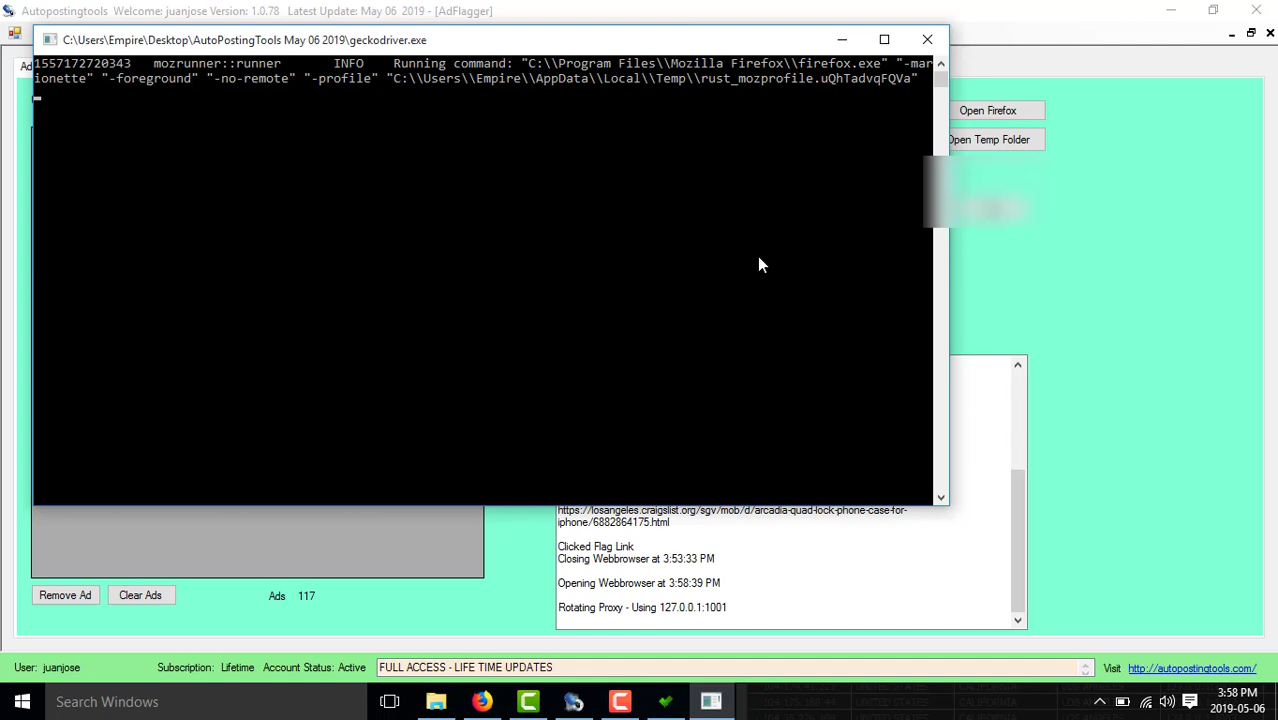 Autopostingtools - Welcome: juanjose Version: 1.0.78 Latest Update: May 06 2019 - [AdFlagger]
C:\Users\Empire\Desktop\AutoPostingTools May 06 2019\geckodriver.exe
1557172720343 mozrunner::runner INFO Running command: "C:\\Program Files\\Mozilla Firefox\\firefox.exe" "-mar
ionette" "-foreground" "-no-remote" "-profile" "C:\\Users\\Empire\\AppData\\Local\\Temp\\rust_mozprofile.uQhTadvqFQVa"
Open Firefox
Open Temp Folder
https://losangeles.craigslist.org/sgv/mob/d/arcadia-quad-lock-phone-case-for-
iphone/6882864175.html
Clicked Flag Link
Closing Webbrowser at 3:53:33 PM
Opening Webbrowser at 3:58:39 PM
Rotating Proxy - Using 127.0.0.1:1001
Remove Ad Clear Ads Ads 117
User: juanjose Subscription: Lifetime Account Status: Active FULL ACCESS - LIFE TIME UPDATES Visit http://autopostingtools.com/
Search Windows
3:58 PM
2019-05-06